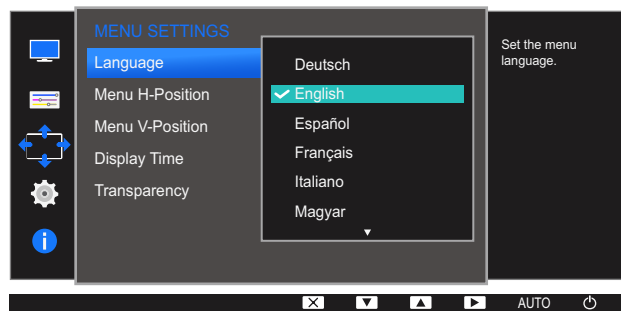 MENU SETTINGS
Language
Menu H-Position
Menu V-Position
Display Time
Transparency
Deutsch
English
Español
Français
Italiano
Magyar
Set the menu
language.
AUTO